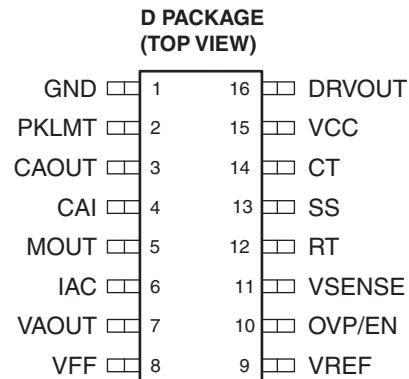 D PACKAGE
(TOP VIEW)
GND 1 16 DRVOUT
PKLMT 2 15 VCC
CAOUT 3 14 CT
CAI 4 13 SS
MOUT 5 12 RT
IAC 6 11 VSENSE
VAOUT 7 10 OVP/EN
VFF 8 9 VREF